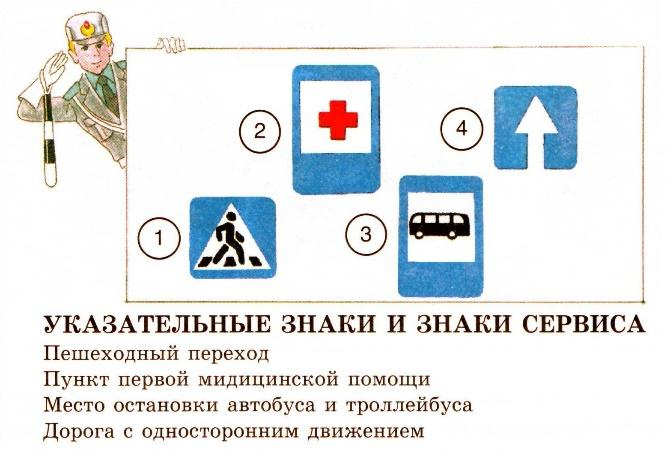 2
4
1
3
УКАЗАТЕЛЬНЫЕ ЗНАКИ И ЗНАКИ СЕРВИСА
Пешеходный переход
Пункт первой мидицинской помощи
Место остановки автобуса и троллейбуса
Дорога с односторонним движением